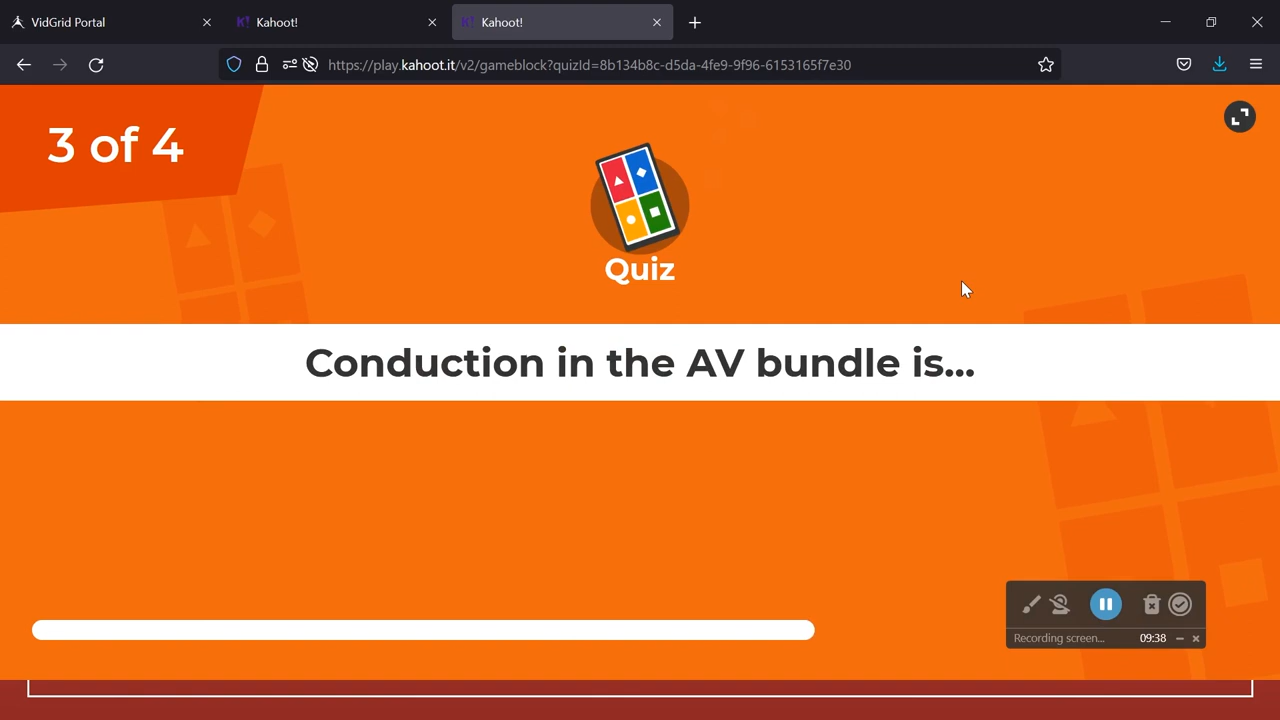 VidGrid Portal
Kahoot!
Kahoot!
https://play.kahoot.it/v2/gameblock?quizId=8b134b8c-d5da-4fe9-9f96-6153165f7e30
3 of 4
Quiz
Conduction in the AV bundle is...
Recording screen...
09:38